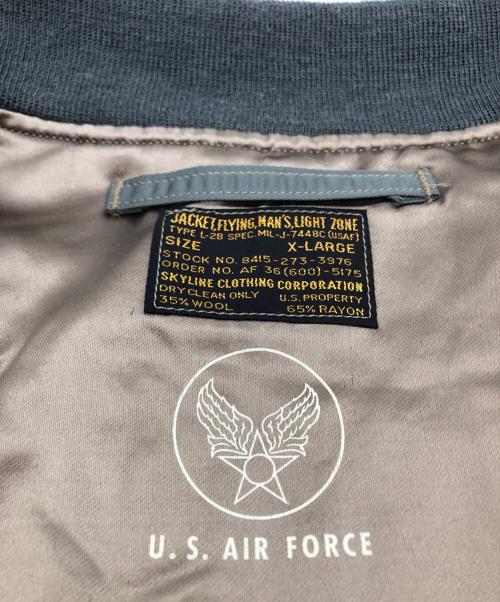 JACKET,FLYING,MAN'S,LIGHT ZONE
TYPE L-2B SPEC.MIL-J-7448C (USAF)
SIZE X-LARGE
STOCK NO. 8415-273-3976
ORDER NO. AF 36(600)-5175
SKYLINE CLOTHING CORPORATION
DRY CLEAN ONLY U.S. PROPERTY
35% WOOL 65% RAYON
U. S. AIR FORCE